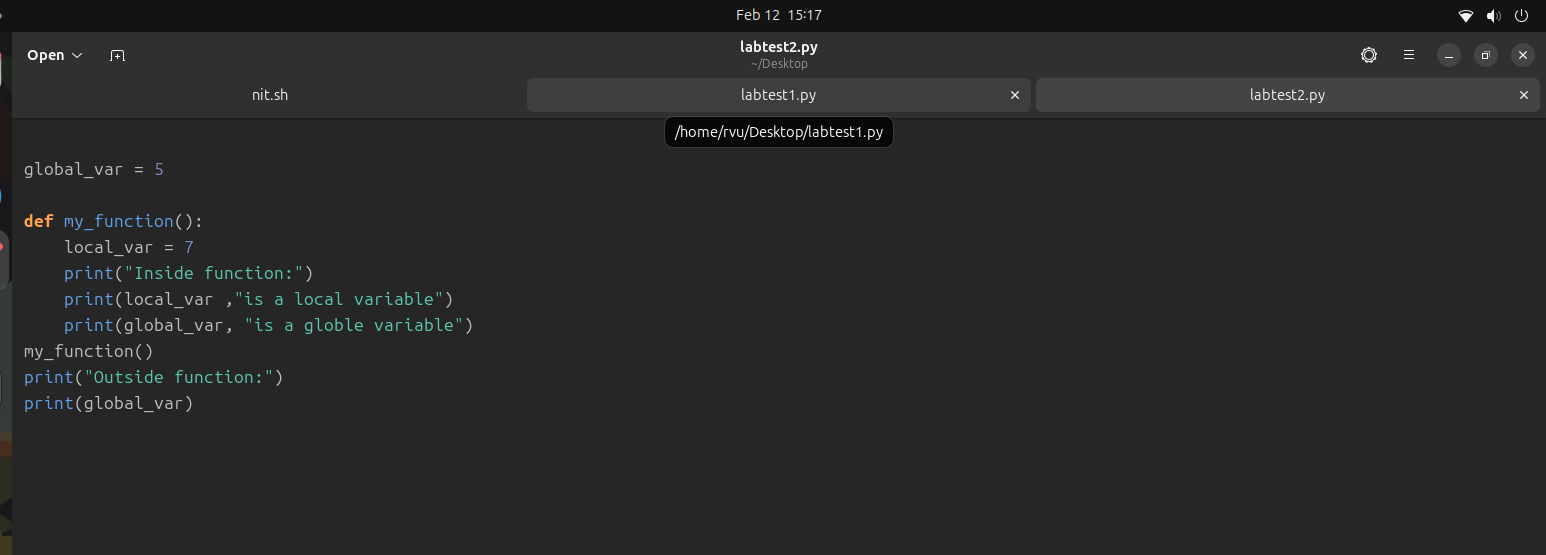 Feb 12 15:17
Open
labtest2.py
~/Desktop
nit.sh
labtest1.py
labtest2.py
/home/rvu/Desktop/labtest1.py
global_var = 5
def my_function():
    local_var = 7
    print("Inside function:")
    print(local_var ,"is a local variable")
    print(global_var, "is a globle variable")
my_function()
print("Outside function:")
print(global_var)